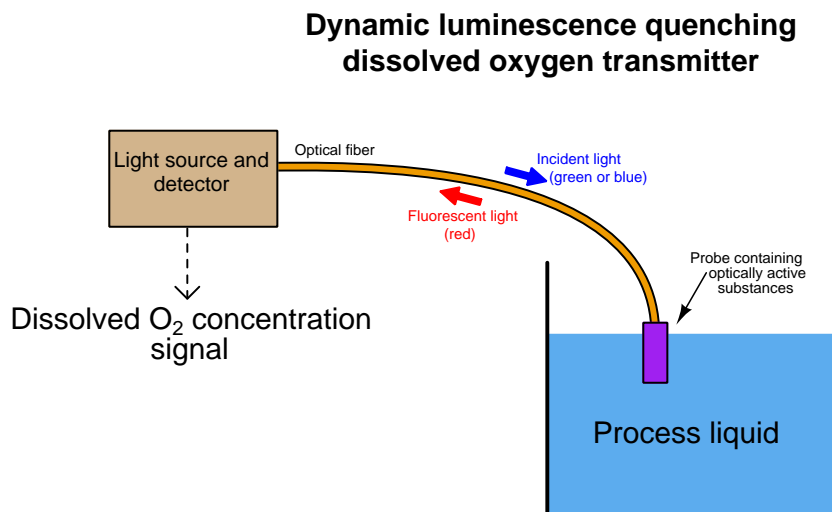 Dynamic luminescence quenching
dissolved oxygen transmitter
Light source and
detector
Optical fiber
Incident light
(green or blue)
Fluorescent light
(red)
Probe containing
optically active
substances
Dissolved O₂ concentration
signal
Process liquid